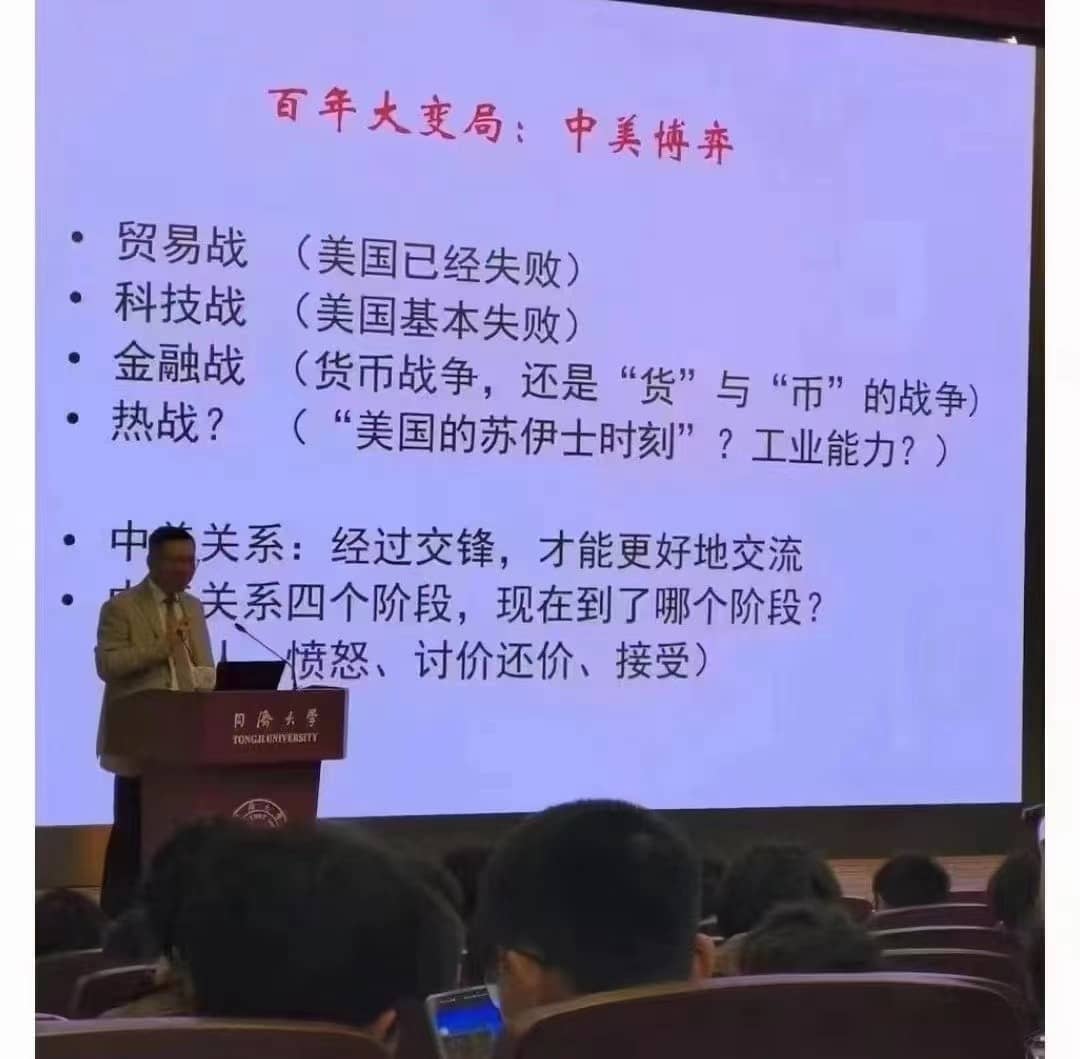 百年大变局：中美博弈
• 贸易战 （美国已经失败）
• 科技战 （美国基本失败）
• 金融战 （货币战争，还是“货”与“币”的战争）
• 热战？ （“美国的苏伊士时刻”？工业能力？）
• 中美关系：经过交锋，才能更好地交流
• 关系四个阶段，现在到了哪个阶段？
愤怒、讨价还价、接受）
同济大学
TONGJI UNIVERSITY